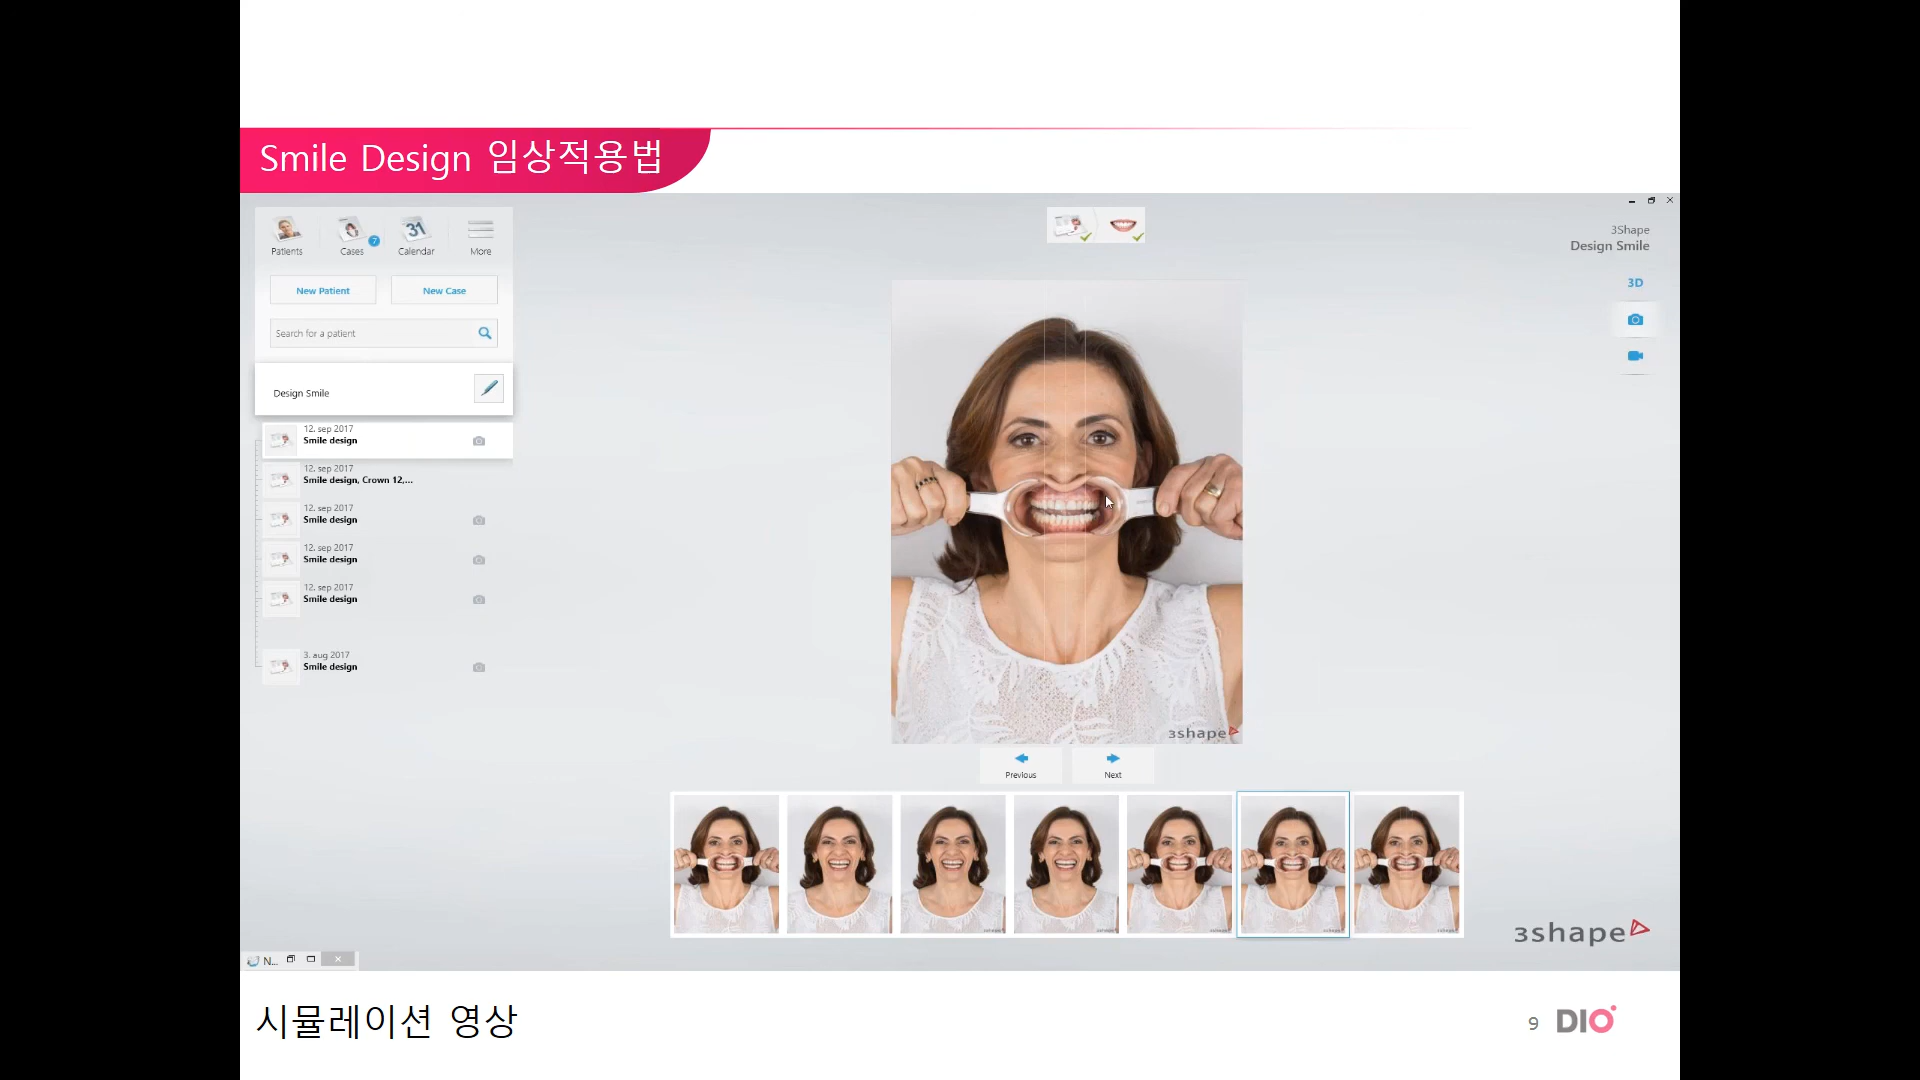 Smile Design 임상적용법
Patients
Cases
7
31
Calendar
More
New Patient
New Case
Search for a patient
Design Smile
12. sep 2017
Smile design
12. sep 2017
Smile design, Crown 12,...
12. sep 2017
Smile design
12. sep 2017
Smile design
12. sep 2017
Smile design
3. aug 2017
Smile design
3Shape
Design Smile
3D
3shape
Previous
Next
3shape
N...
시뮬레이션 영상
9
DIO